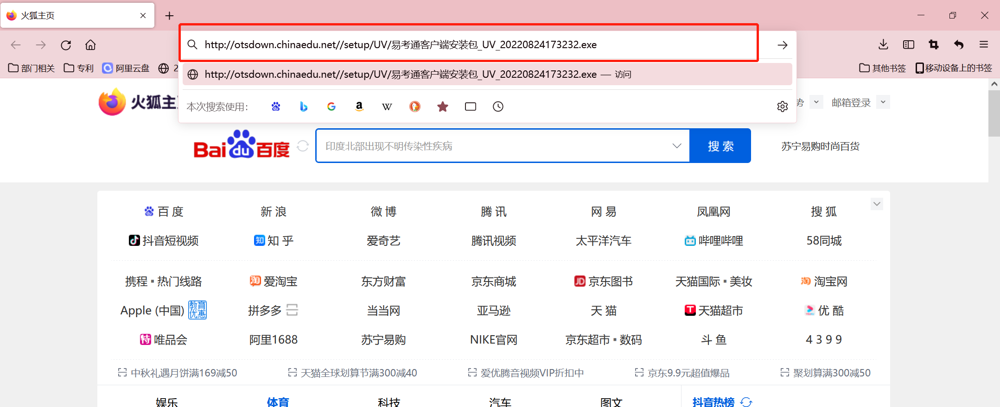 火狐主页
http://otsdown.chinaedu.net//setup/UV/易考通客户端安装包_UV_20220824173232.exe
部门相关 专利 阿里云盘 2
http://otsdown.chinaedu.net//setup/UV/易考通客户端安装包_UV_20220824173232.exe — 访问
其他书签 移动设备上的书签
火狐主
本次搜索使用：
势 邮箱登录
Bai du 百度 印度北部出现不明传染性疾病 搜 索 苏宁易购时尚百货
百 度 新 浪 微 博 腾 讯 网 易 凤凰网 搜 狐
抖音短视频 知 知 乎 爱奇艺 腾讯视频 太平洋汽车 哔哩哔哩 58同城
携程 ▪ 热门线路 淘 爱淘宝 东方财富 京东商城 JD 京东图书 天猫国际 ▪ 美妆 淘 淘宝网
Apple (中国) 教育优惠 拼多多 当当网 亚马逊 天 猫 T 天猫超市 优 酷
特 唯品会 阿里1688 苏宁易购 NIKE官网 京东超市 ▪ 数码 斗 鱼 4 3 9 9
中秋礼遇月饼满169减50 天猫全球划算节满300减40 爱优腾音视频VIP折扣中 京东9.9元超值爆品 聚划算满300减50
娱乐 体育 科技 汽车 图文 抖音热榜